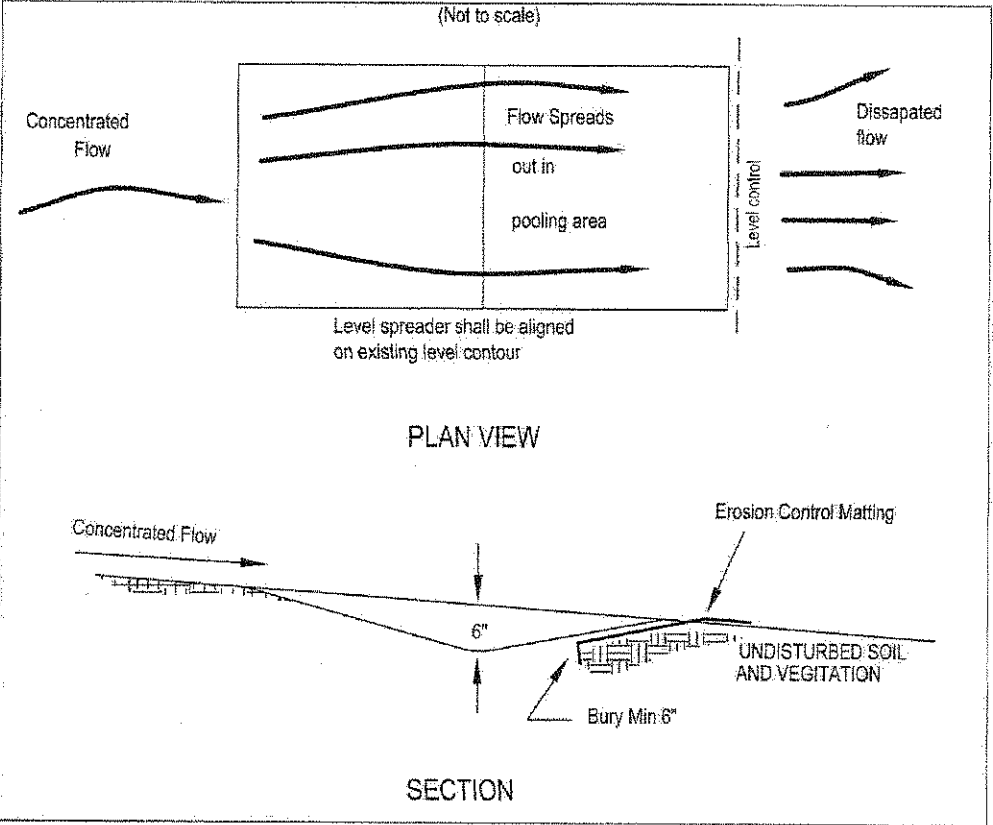 (Not to scale)
Concentrated
Flow
Flow Spreads
out in
pooling area
Level control
Dissapated
flow
Level spreader shall be aligned
on existing level contour
PLAN VIEW
Concentrated Flow
Erosion Control Matting
6"
UNDISTURBED SOIL
AND VEGITATION
Bury Min 6"
SECTION